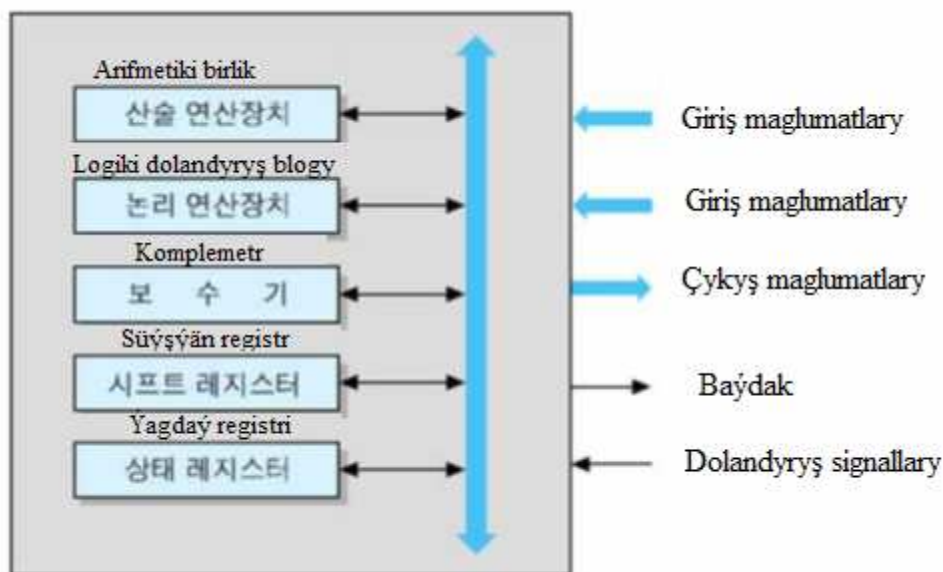 Arifmetiki birlik
산술 연산장치
Logiki dolandyryş blogy
논리 연산장치
Komplemetr
보 수 기
Süýşýän registr
시프트 레지스터
Ýagdaý registri
상태 레지스터
Giriş maglumatlary
Giriş maglumatlary
Çykyş maglumatlary
Baýdak
Dolandyryş signallary